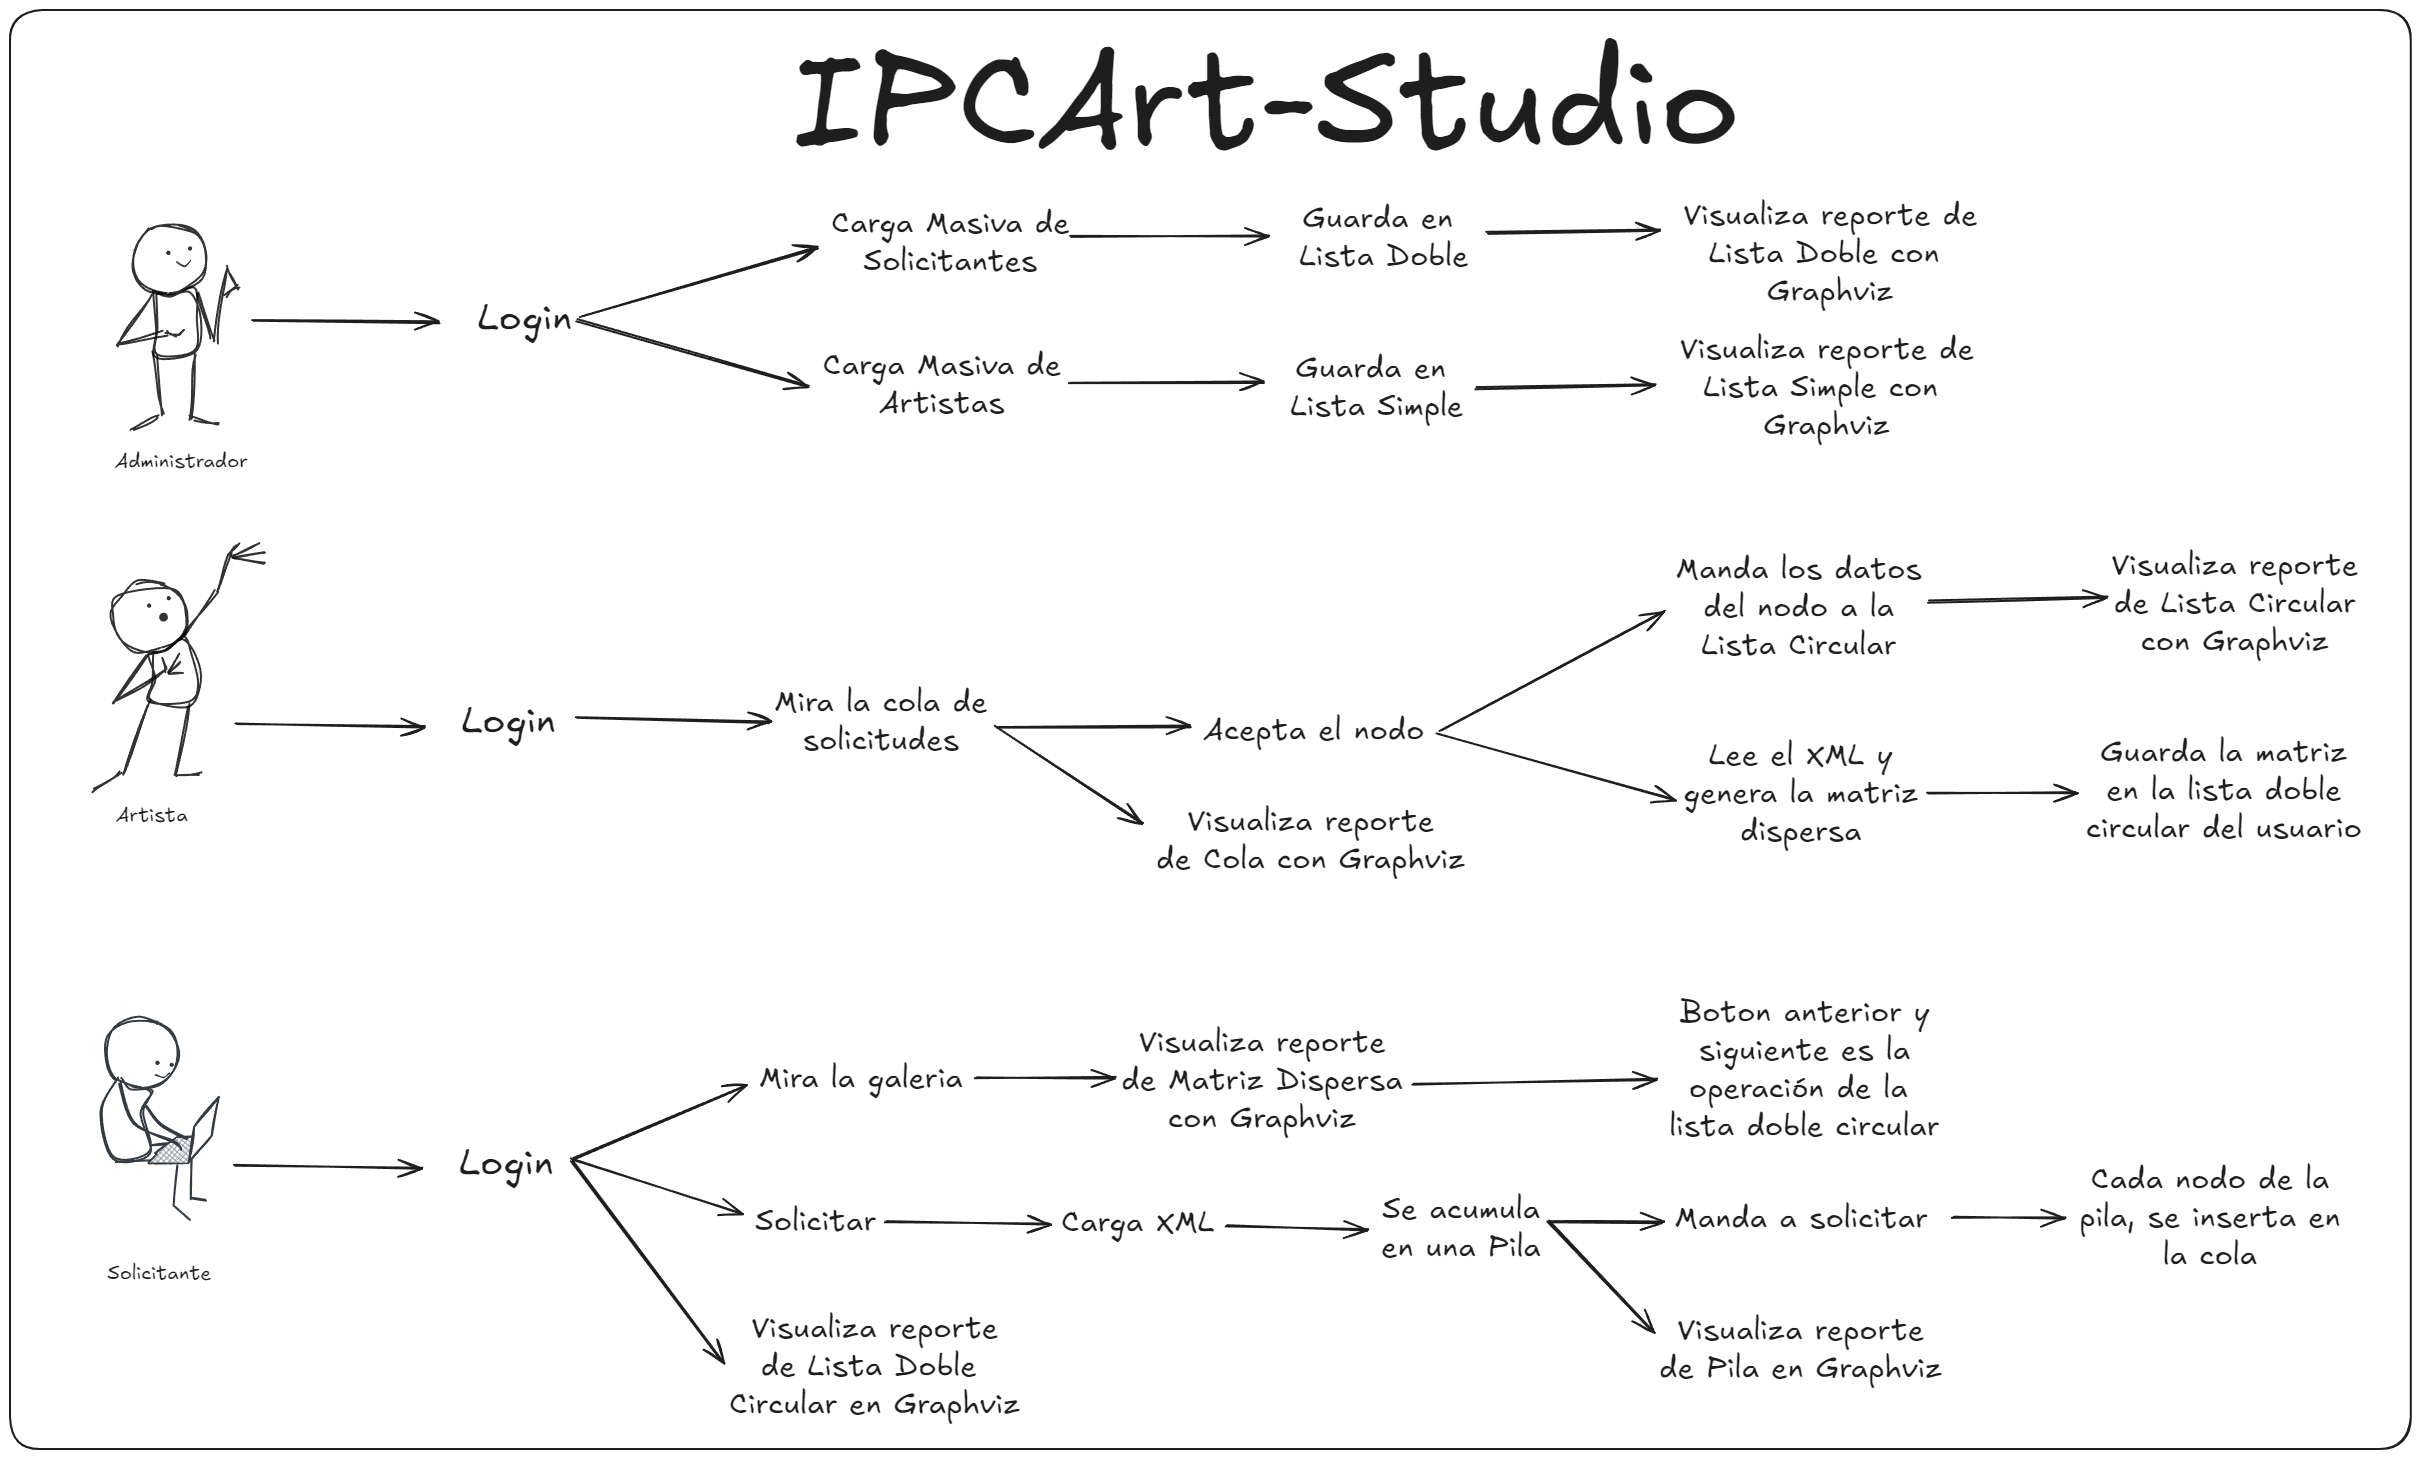 IPCArt-Studio
Administrador
Login
Carga Masiva de
Solicitantes
Guarda en
Lista Doble
Visualiza reporte de
Lista Doble con
Graphviz
Carga Masiva de
Artistas
Guarda en
Lista Simple
Visualiza reporte de
Lista Simple con
Graphviz
Artista
Login
Mira la cola de
solicitudes
Acepta el nodo
Visualiza reporte
de Cola con Graphviz
Manda los datos
del nodo a la
Lista Circular
Visualiza reporte
de Lista Circular
con Graphviz
Lee el XML y
genera la matriz
dispersa
Guarda la matriz
en la lista doble
circular del usuario
Solicitante
Login
Mira la galeria
Visualiza reporte
de Matriz Dispersa
con Graphviz
Boton anterior y
siguiente es la
operación de la
lista doble circular
Solicitar
Carga XML
Se acumula
en una Pila
Manda a solicitar
Cada nodo de la
pila, se inserta en
la cola
Visualiza reporte
de Pila en Graphviz
Visualiza reporte
de Lista Doble
Circular en Graphviz